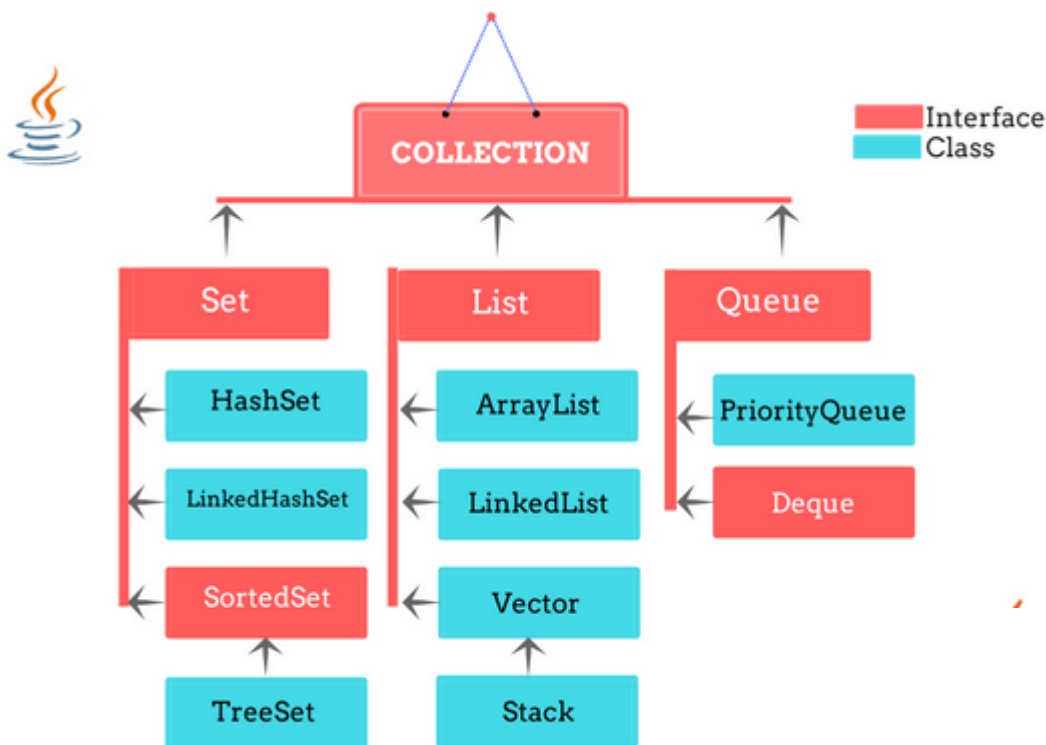 COLLECTION
Interface
Class
Set
List
Queue
HashSet
ArrayList
PriorityQueue
LinkedHashSet
LinkedList
Deque
SortedSet
Vector
TreeSet
Stack